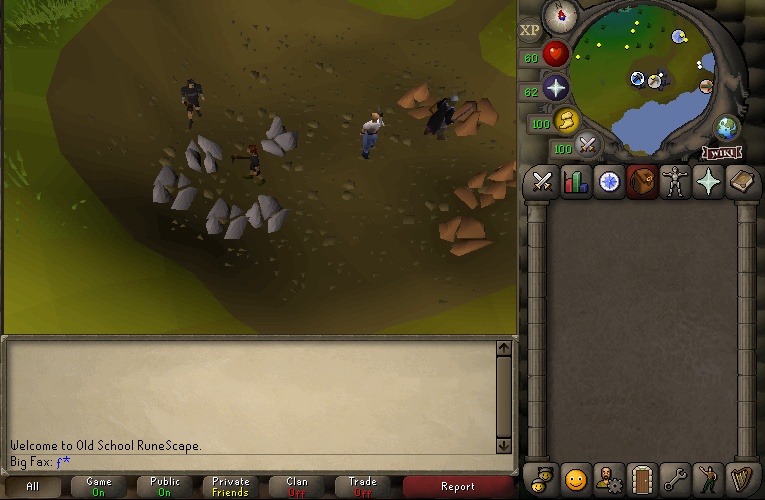 XP
60
62
100
100
WIKI
Welcome to Old School RuneScape.
Big Fax: f*
All
Game
On
Public
On
Private
Friends
Clan
Off
Trade
Off
Report